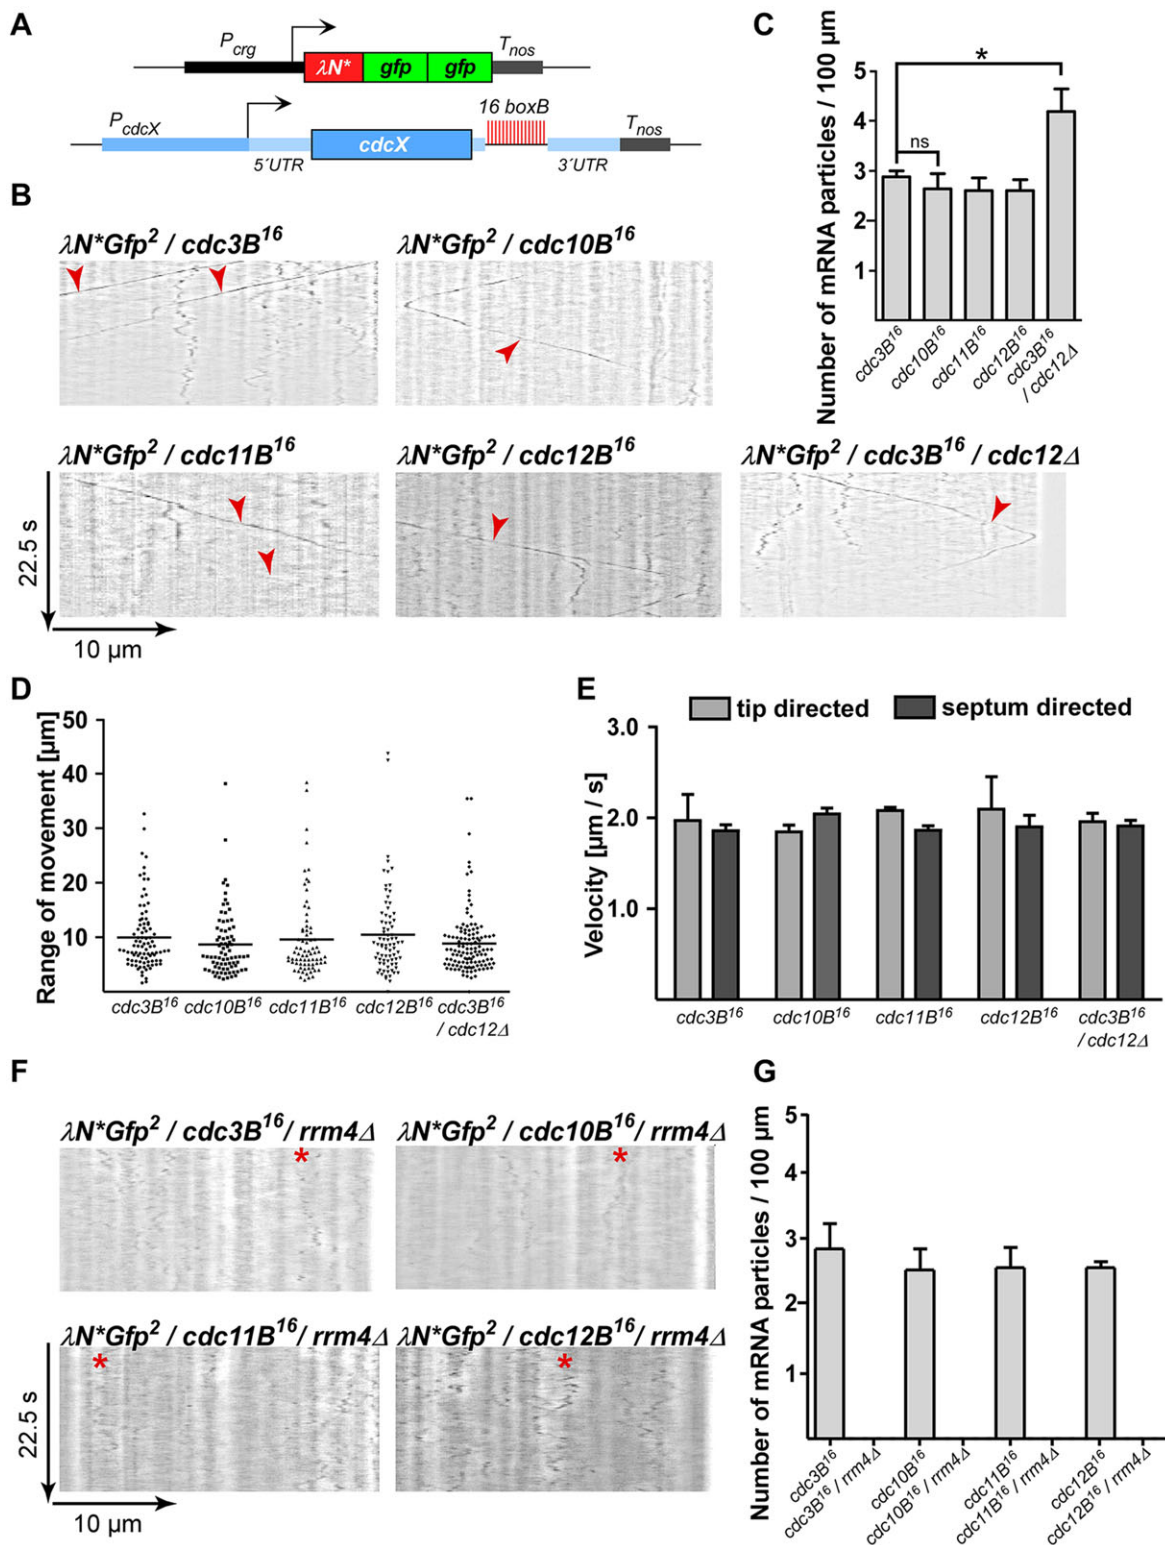 A
P_crg
λN*
gfp
gfp
T_nos
P_cdcX
5´UTR
cdcX
16 boxB
3´UTR
T_nos
B
λN*Gfp² / cdc3B¹⁶
λN*Gfp² / cdc10B¹⁶
λN*Gfp² / cdc11B¹⁶
λN*Gfp² / cdc12B¹⁶
λN*Gfp² / cdc3B¹⁶ / cdc12Δ
22.5 s
10 µm
C
Number of mRNA particles / 100 µm
5
4
3
2
1
ns
*
cdc3B¹⁶
cdc10B¹⁶
cdc11B¹⁶
cdc12B¹⁶
cdc3B¹⁶
/ cdc12Δ
D
Range of movement [µm]
50
40
30
20
10
cdc3B¹⁶
cdc10B¹⁶
cdc11B¹⁶
cdc12B¹⁶
cdc3B¹⁶
/ cdc12Δ
E
tip directed
septum directed
Velocity [µm / s]
3.0
2.0
1.0
cdc3B¹⁶
cdc10B¹⁶
cdc11B¹⁶
cdc12B¹⁶
cdc3B¹⁶
/ cdc12Δ
F
λN*Gfp² / cdc3B¹⁶/ rrm4Δ
*
λN*Gfp² / cdc10B¹⁶/ rrm4Δ
*
λN*Gfp² / cdc11B¹⁶/ rrm4Δ
*
λN*Gfp² / cdc12B¹⁶/ rrm4Δ
*
22.5 s
10 µm
G
Number of mRNA particles / 100 µm
5
4
3
2
1
cdc3B¹⁶
cdc3B¹⁶ / rrm4Δ
cdc10B¹⁶
cdc10B¹⁶ / rrm4Δ
cdc11B¹⁶
cdc11B¹⁶ / rrm4Δ
cdc12B¹⁶
cdc12B¹⁶ / rrm4Δ